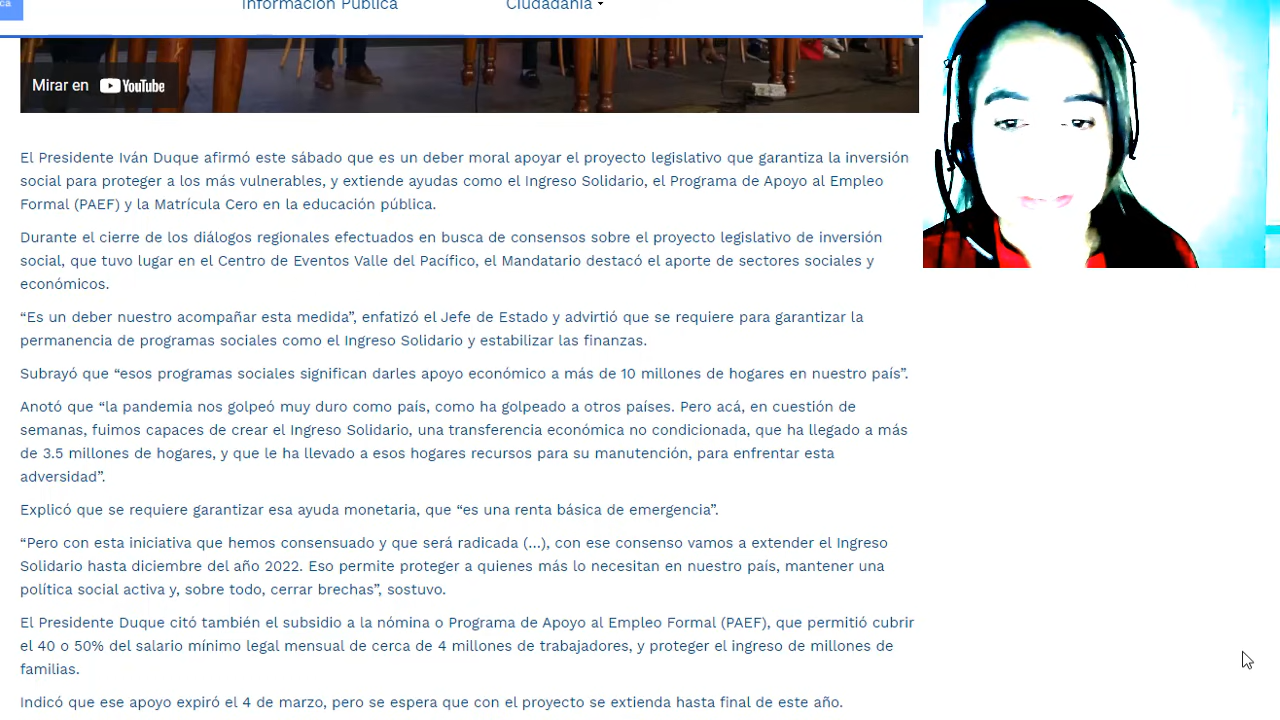 ca
Información Pública
Ciudadanía
Mirar en YouTube
El Presidente Iván Duque afirmó este sábado que es un deber moral apoyar el proyecto legislativo que garantiza la inversión
social para proteger a los más vulnerables, y extiende ayudas como el Ingreso Solidario, el Programa de Apoyo al Empleo
Formal (PAEF) y la Matrícula Cero en la educación pública.
Durante el cierre de los diálogos regionales efectuados en busca de consensos sobre el proyecto legislativo de inversión
social, que tuvo lugar en el Centro de Eventos Valle del Pacífico, el Mandatario destacó el aporte de sectores sociales y
económicos.
“Es un deber nuestro acompañar esta medida”, enfatizó el Jefe de Estado y advirtió que se requiere para garantizar la
permanencia de programas sociales como el Ingreso Solidario y estabilizar las finanzas.
Subrayó que “esos programas sociales significan darles apoyo económico a más de 10 millones de hogares en nuestro país”.
Anotó que “la pandemia nos golpeó muy duro como país, como ha golpeado a otros países. Pero acá, en cuestión de
semanas, fuimos capaces de crear el Ingreso Solidario, una transferencia económica no condicionada, que ha llegado a más
de 3.5 millones de hogares, y que le ha llevado a esos hogares recursos para su manutención, para enfrentar esta
adversidad”.
Explicó que se requiere garantizar esa ayuda monetaria, que “es una renta básica de emergencia”.
“Pero con esta iniciativa que hemos consensuado y que será radicada (...), con ese consenso vamos a extender el Ingreso
Solidario hasta diciembre del año 2022. Eso permite proteger a quienes más lo necesitan en nuestro país, mantener una
política social activa y, sobre todo, cerrar brechas”, sostuvo.
El Presidente Duque citó también el subsidio a la nómina o Programa de Apoyo al Empleo Formal (PAEF), que permitió cubrir
el 40 o 50% del salario mínimo legal mensual de cerca de 4 millones de trabajadores, y proteger el ingreso de millones de
familias.
Indicó que ese apoyo expiró el 4 de marzo, pero se espera que con el proyecto se extienda hasta final de este año.